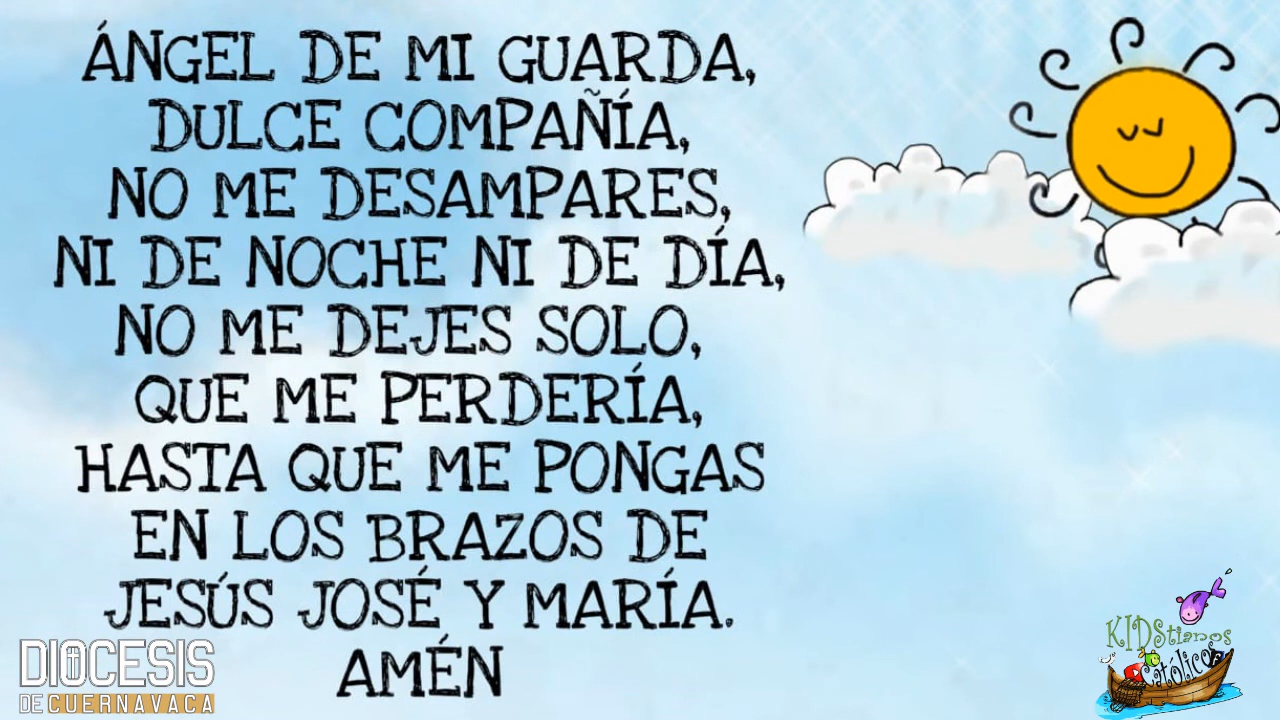 ÁNGEL DE MI GUARDA,
DULCE COMPAÑÍA,
NO ME DESAMPARES,
NI DE NOCHE NI DE DÍA,
NO ME DEJES SOLO,
QUE ME PERDERÍA,
HASTA QUE ME PONGAS
EN LOS BRAZOS DE
JESÚS JOSÉ Y MARÍA.
AMÉN
DIOCESIS
DE CUERNAVACA
KIDStianos
Católicos